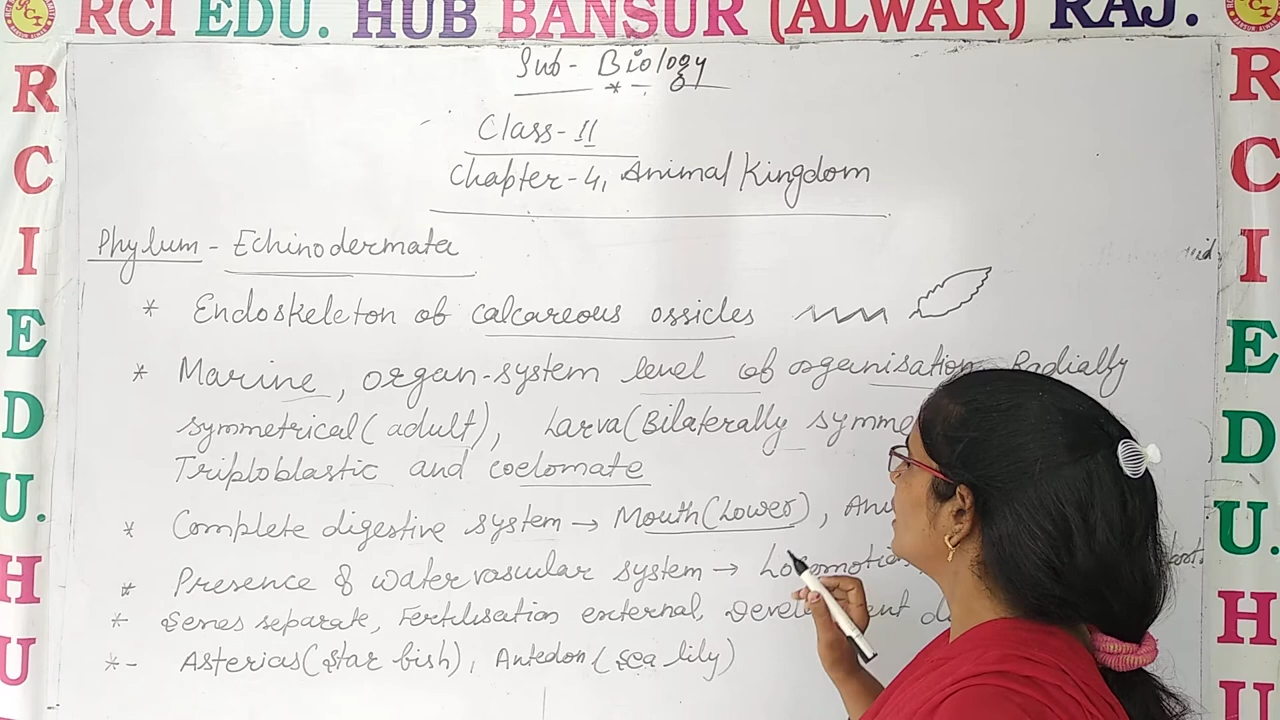 RCI EDU. HUB BANSUR (ALWAR) RAJ.
Sub- Biology
Class-11
Chapter-4, Animal Kingdom
Phylum - Echinodermata
* Endoskeleton of calcareous ossicles
* Marine, organ-system level of organisation, Radially
symmetrical (adult), Larva (Bilaterally symme
Triploblastic and coelomate
* Complete digestive system → Mouth (Lower),
* Presence of water vascular system → Locomotion
* Sexes separate, Fertilisation external,
*- Asterias (star fish), Antedon (sea lily)
R
C
I
E
D
U.
H
U
R
C
I
E
D
U.
H
U